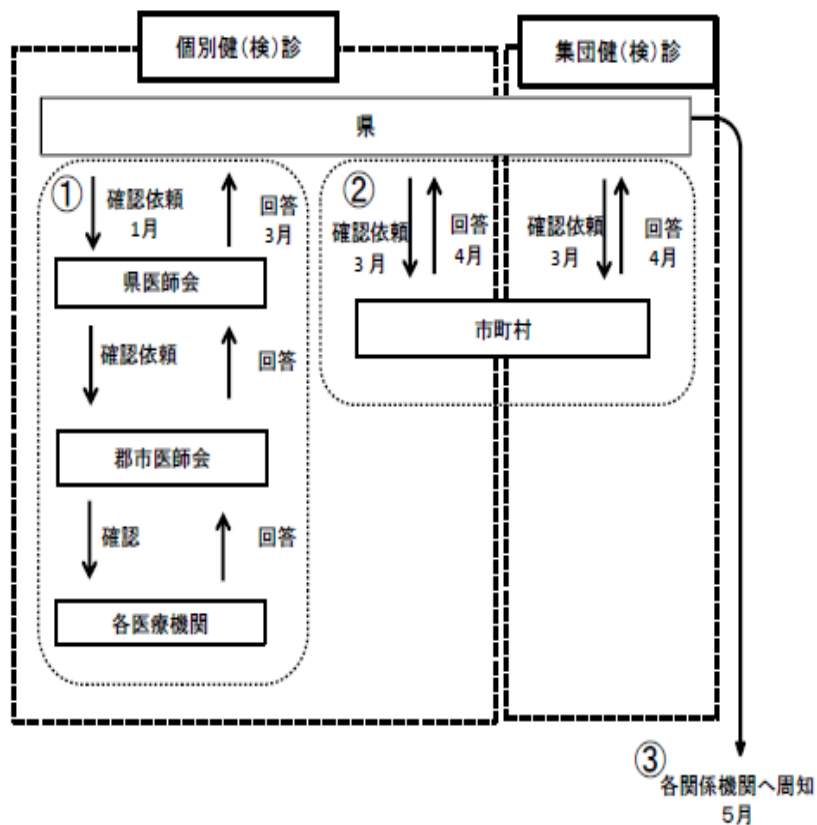 個別健(検)診
集団健(検)診
県
①
確認依頼
1月
回答
3月
②
確認依頼
3月
回答
4月
確認依頼
3月
回答
4月
県医師会
市町村
確認依頼
回答
郡市医師会
確認
回答
各医療機関
③
各関係機関へ周知
5月